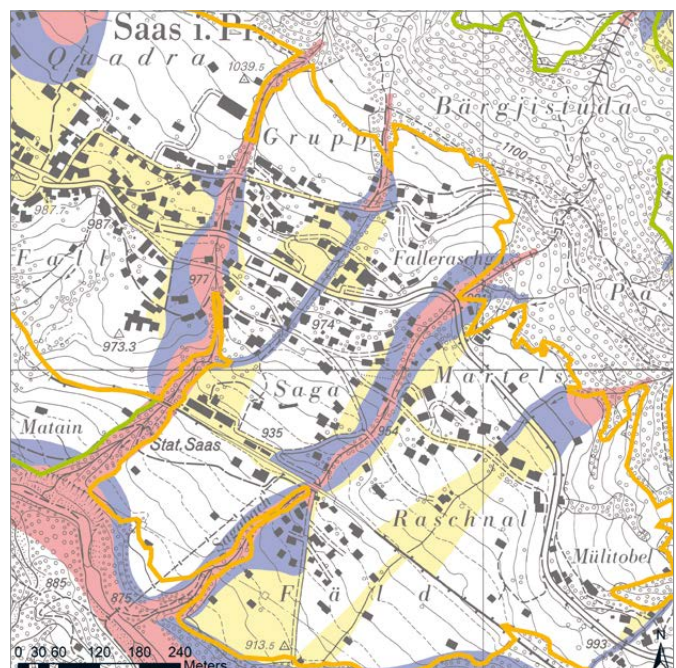 Saas i. Pr.
Quadra
1039.5
Bärgjistuda
Grupp
1100
987.7
987
Falleraschg
Fall
977
Pa
974
973.3
Martels
Saga
Matain
Stat. Saas
935
954
Raschnal
Mülitobel
885
875
Fäld
913.5
993
0 30 60 120 180 240
Meters
N